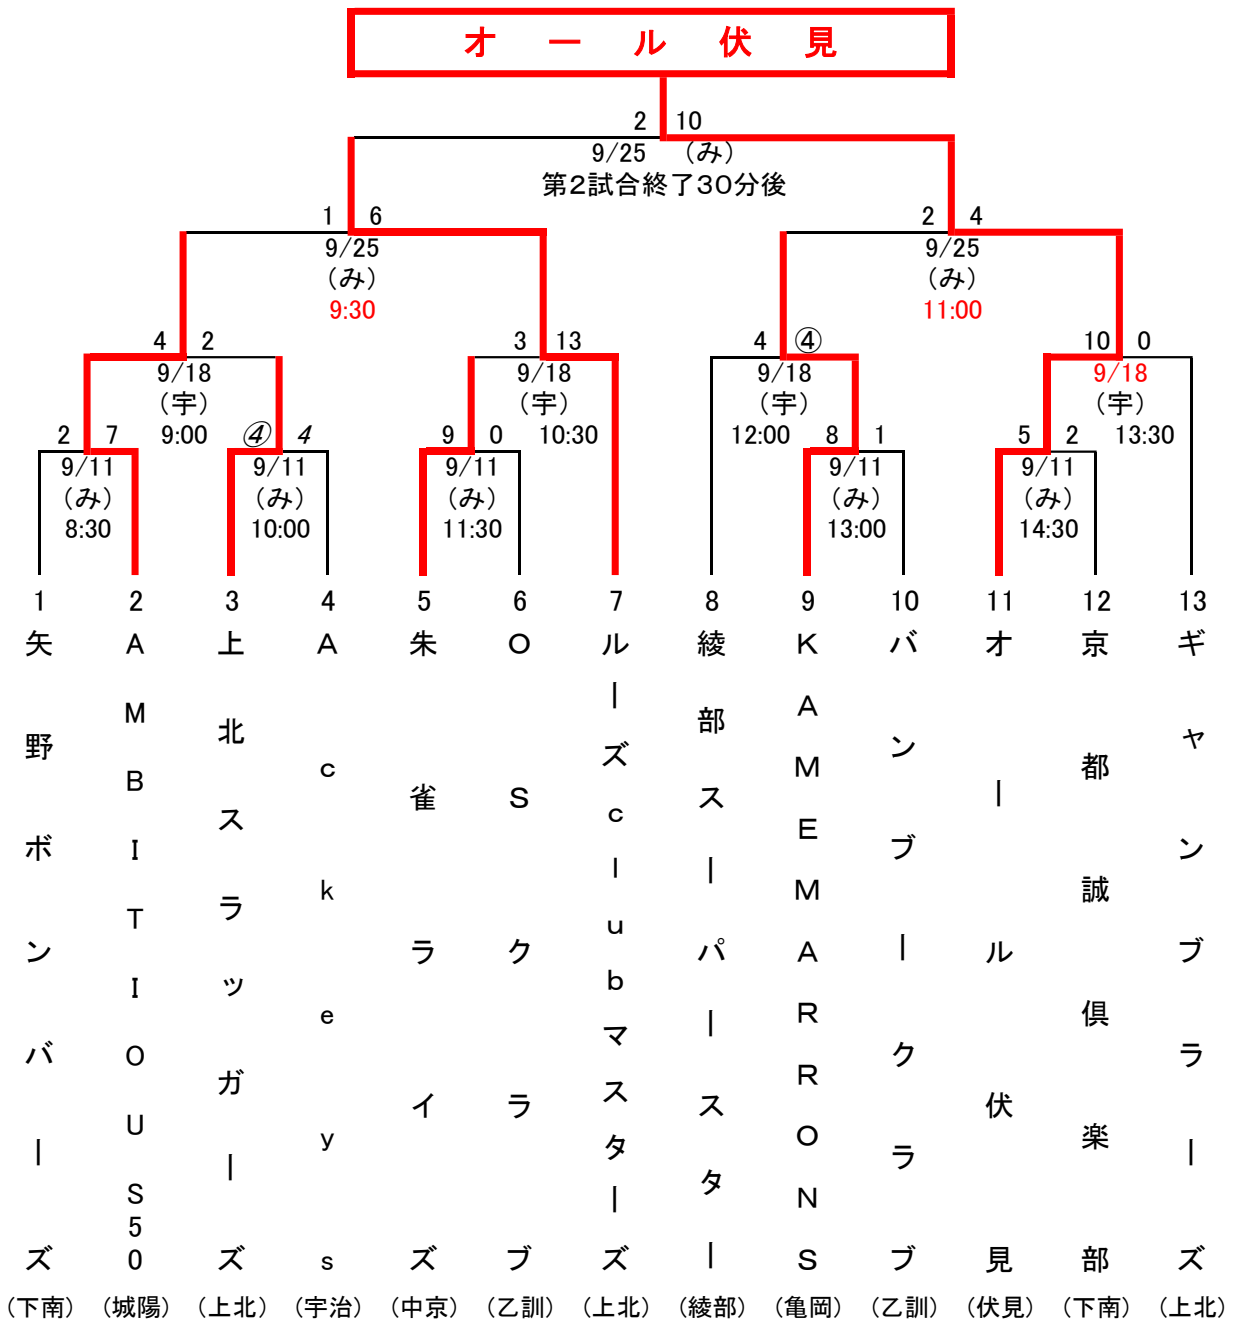 オール伏見
2 10
9/25 （み）
第2試合終了30分後
1 6
9/25
（み）
9:30
2 4
9/25
（み）
11:00
4 2
9/18
（宇）
9:00
3 13
9/18
（宇）
10:30
4 ④
9/18
（宇）
12:00
10 0
9/18
（宇）
13:30
2 7
9/11
（み）
8:30
④ 4
9/11
（み）
10:00
9 0
9/11
（み）
11:30
8 1
9/11
（み）
13:00
5 2
9/11
（み）
14:30
1 2 3 4 5 6 7 8 9 10 11 12 13
矢野ボンバーズ
AMBITIOUS50
上北スラッガーズ
Ackeys
朱雀ライズ
OSクラブ
ルーズclubマスターズ
綾部スーパースター
KAMEMARRONS
バンブークラブ
オール伏見
京都誠倶楽部
ギャンブラーズ
（下南）（城陽）（上北）（宇治）（中京）（乙訓）（上北）（綾部）（亀岡）（乙訓）（伏見）（下南）（上北）